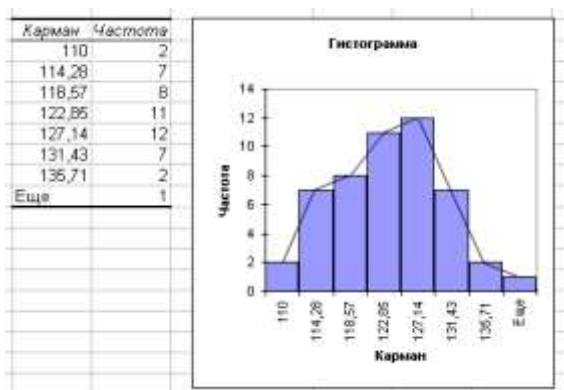 Карман Частота
110 2
114,28 7
118,57 8
122,85 11
127,14 12
131,43 7
135,71 2
Еще 1
Гистограмма
Частота
14
12
10
8
6
4
2
0
110 114,28 118,57 122,85 127,14 131,43 135,71 Еще
Карман